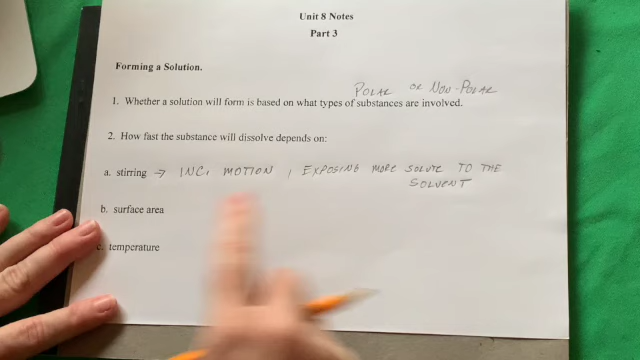 Unit 8 Notes
Part 3
Forming a Solution.
POLAR OR NON-POLAR
1. Whether a solution will form is based on what types of substances are involved.
2. How fast the substance will dissolve depends on:
a. stirring → INC. MOTION, EXPOSING MORE SOLUTE TO THE
SOLVENT
b. surface area
c. temperature